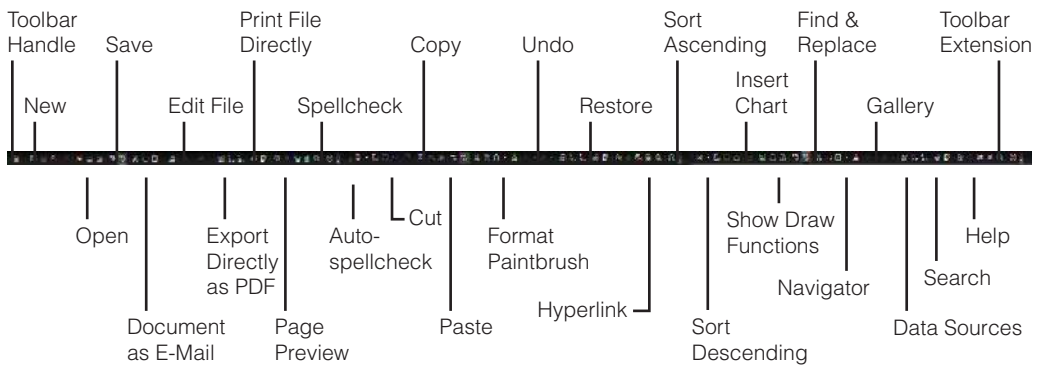 Toolbar
Handle
Save
Print File
Directly
Copy
Undo
Sort
Ascending
Find &
Replace
Toolbar
Extension
New
Edit File
Spellcheck
Restore
Insert
Chart
Gallery
Open
Export
Directly
as PDF
Auto-
spellcheck
Cut
Format
Paintbrush
Show Draw
Functions
Help
Search
Navigator
Hyperlink
Document
as E-Mail
Page
Preview
Paste
Sort
Descending
Data Sources